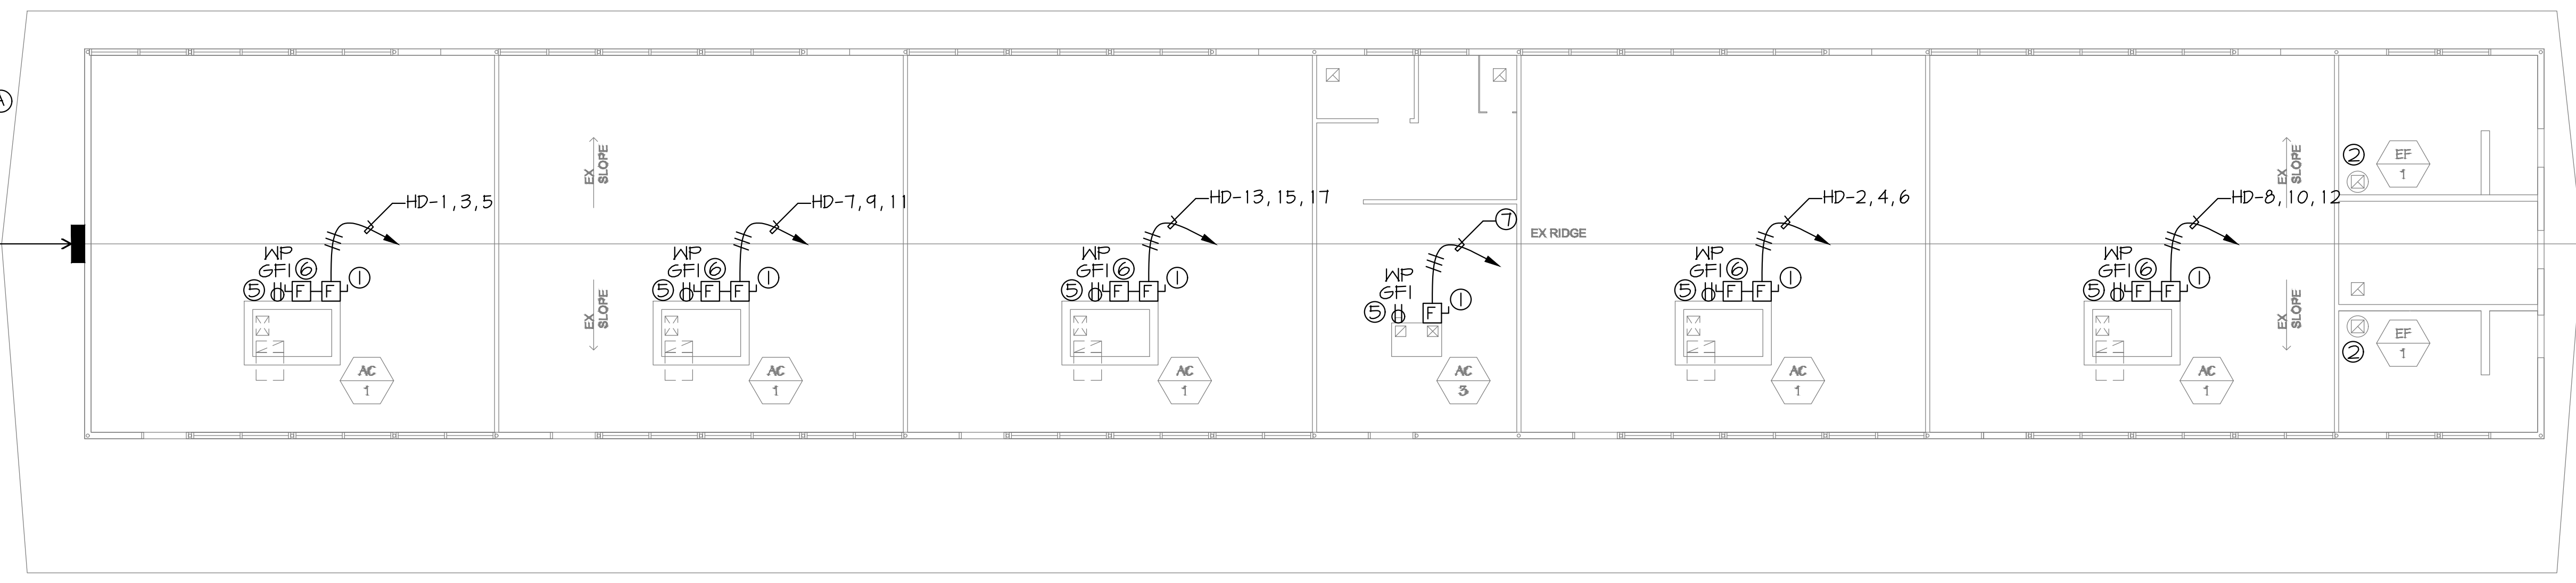 A
EX
SLOPE
EX
SLOPE
2
EF
1
HD-1,3,5
HD-7,9,11
HD-13,15,17
7
EX RIDGE
HD-2,4,6
HD-8,10,12
WP
GFI 6
5
F
F
1
WP
GFI 6
5
F
F
1
WP
GFI 6
5
F
F
1
WP
GFI
5
F
1
WP
GFI 6
5
F
F
1
WP
GFI 6
5
F
F
1
EX
SLOPE
EX
SLOPE
EF
1
2
AC
1
AC
1
AC
1
AC
3
AC
1
AC
1